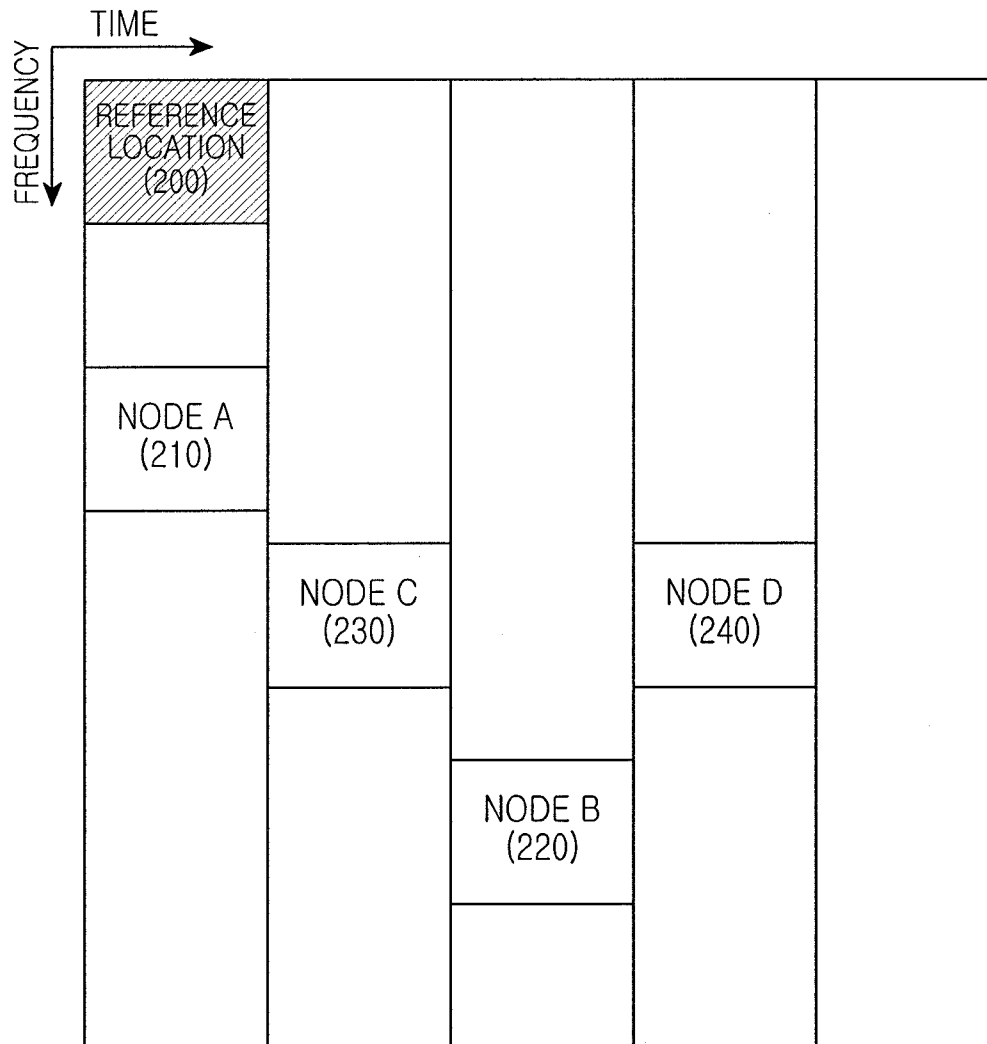 TIME
FREQUENCY
REFERENCE
LOCATION
(200)
NODE A
(210)
NODE C
(230)
NODE D
(240)
NODE B
(220)